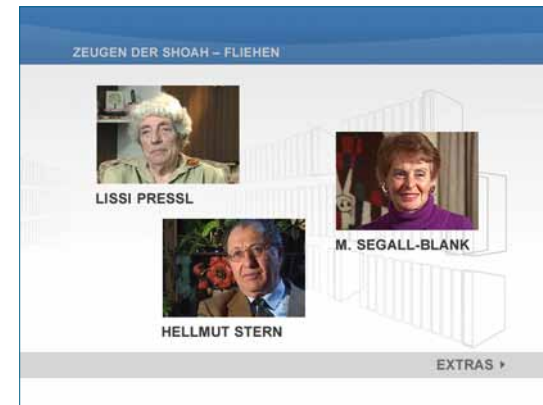 ZEUGEN DER SHOAH – FLIEHEN
LISSI PRESSL
M. SEGALL-BLANK
HELLMUT STERN
EXTRAS